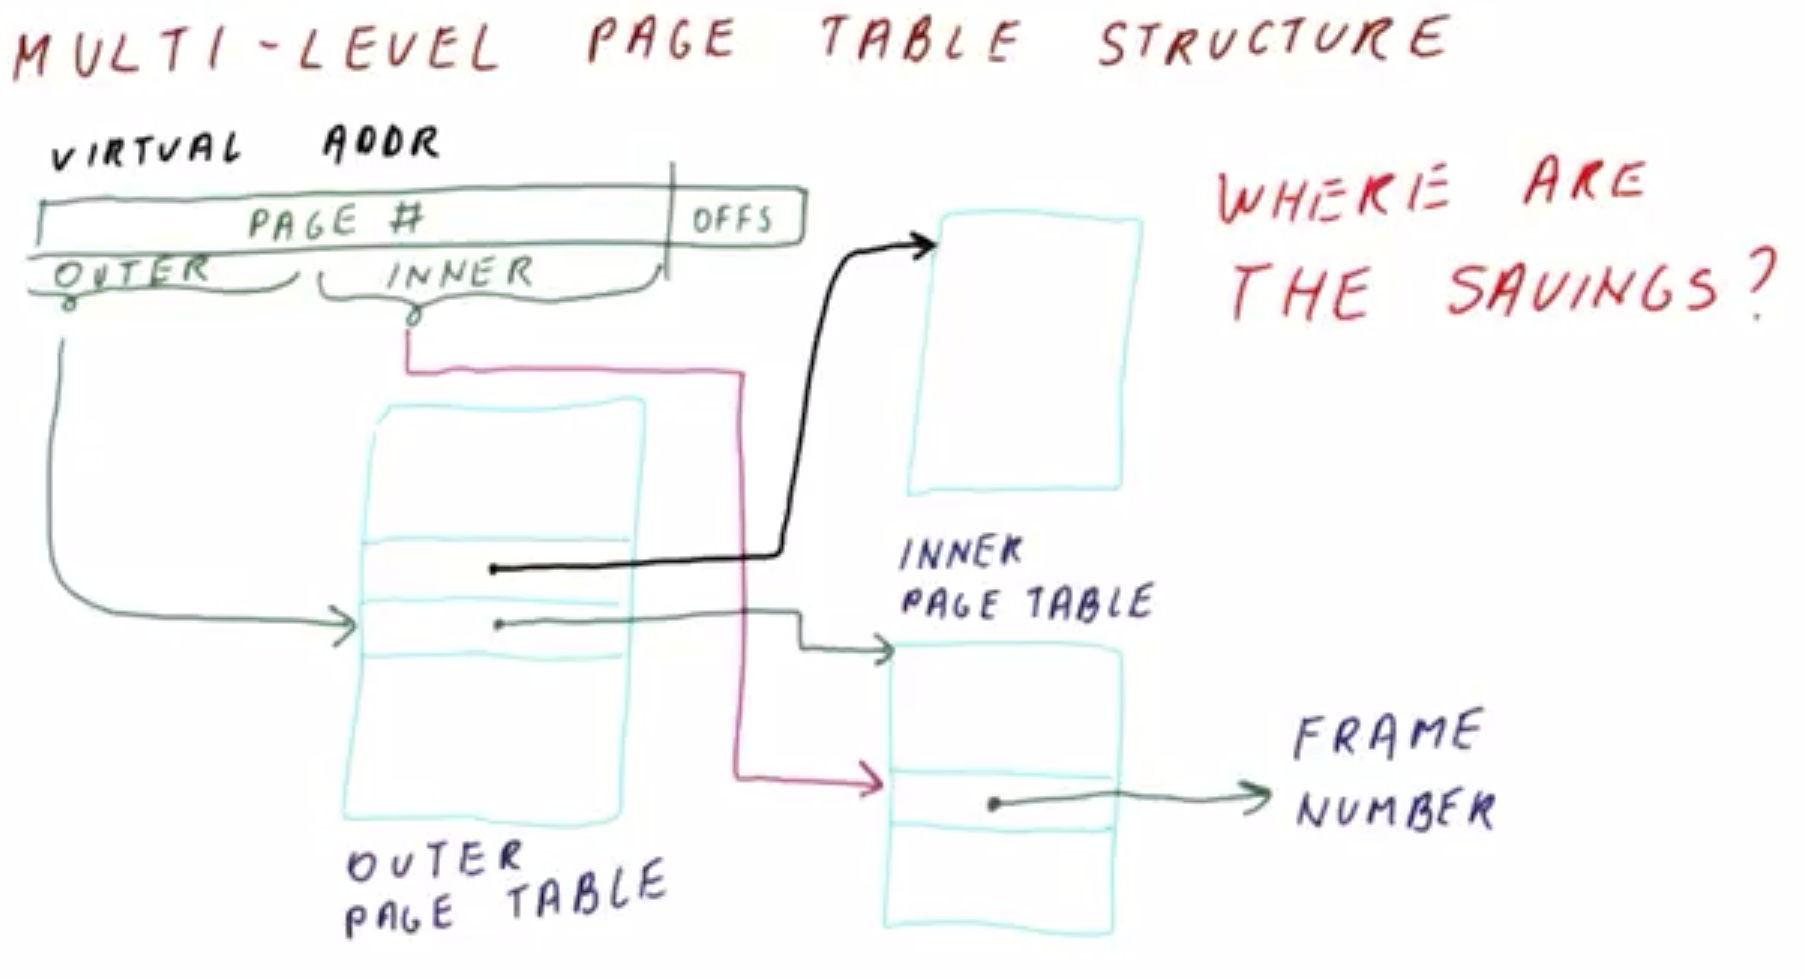 MULTI-LEVEL PAGE TABLE STRUCTURE
VIRTUAL ADDR
PAGE # OFFS
OUTER INNER
WHERE ARE
THE SAVINGS?
INNER
PAGE TABLE
FRAME
NUMBER
OUTER
PAGE TABLE